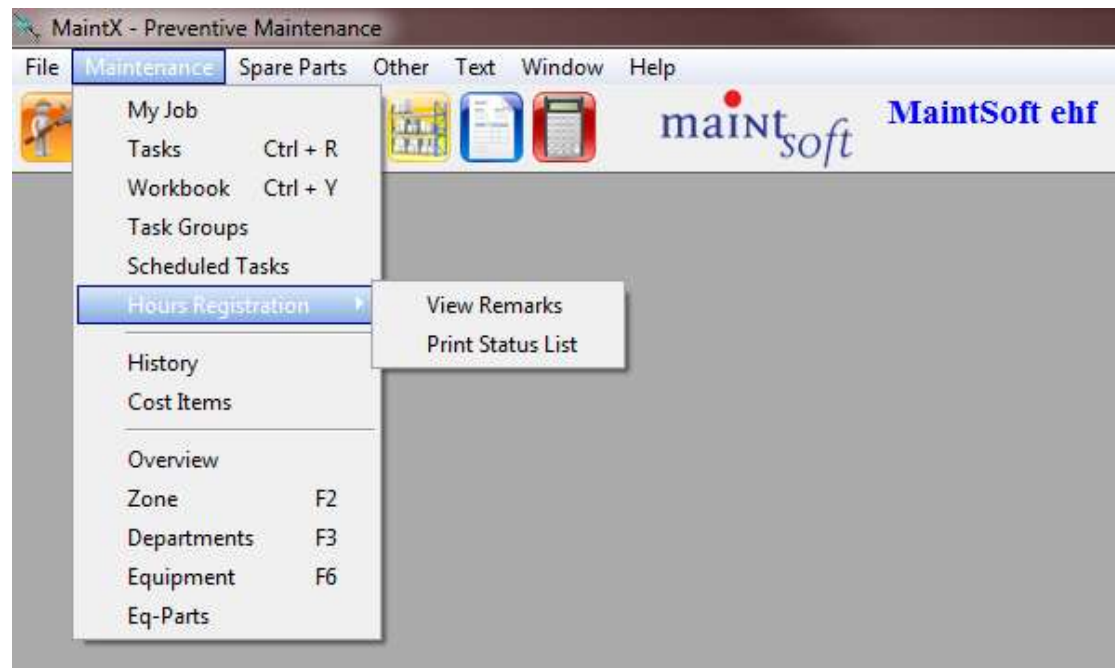 MaintX - Preventive Maintenance
File Maintenance Spare Parts Other Text Window Help
maintsoft MaintSoft ehf
My Job
Tasks Ctrl + R
Workbook Ctrl + Y
Task Groups
Scheduled Tasks
Hours Registration
View Remarks
Print Status List
History
Cost Items
Overview
Zone F2
Departments F3
Equipment F6
Eq-Parts